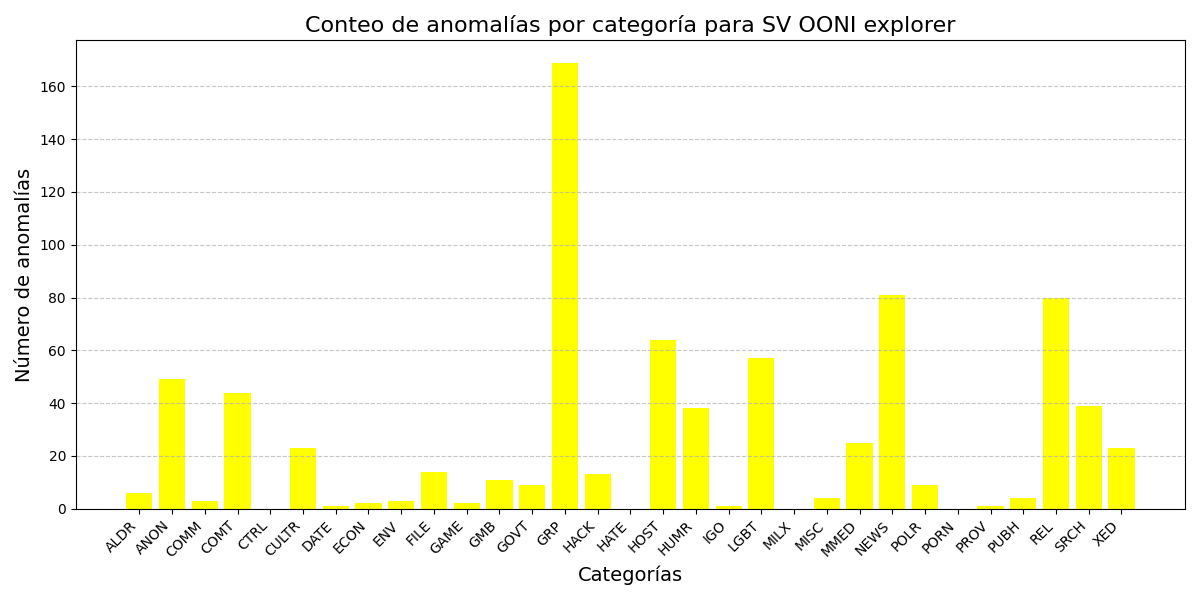 Conteo de anomalías por categoría para SV OONI explorer
Número de anomalías
160
140
120
100
80
60
40
20
0
ALDR
ANON
COMM
COMT
CTRL
CULTR
DATE
ECON
ENV
FILE
GAME
GMB
GOVT
GRP
HACK
HATE
HOST
HUMR
IGO
LGBT
MILX
MISC
MMED
NEWS
POLR
PORN
PROV
PUBH
REL
SRCH
XED
Categorías